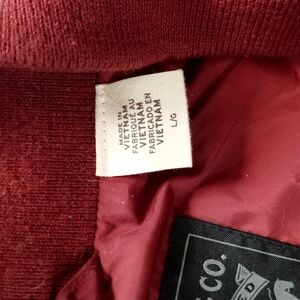 MADE IN
VIETNAM
FABRIQUÉ AU
VIETNAM
FABRICADO EN
VIETNAM
L/G
CO.